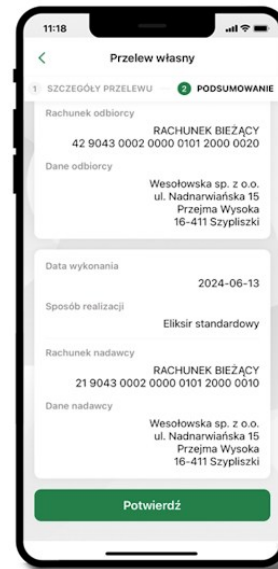 11:18
Przelew własny
1 SZCZEGÓŁY PRZELEWU 2 PODSUMOWANIE
Rachunek odbiorcy
RACHUNEK BIEŻĄCY
42 9043 0002 0000 0101 2000 0020
Dane odbiorcy
Wesołowska sp. z o.o.
ul. Nadnarwiańska 15
Przejma Wysoka
16-411 Szypliszki
Data wykonania
2024-06-13
Sposób realizacji
Eliksir standardowy
Rachunek nadawcy
RACHUNEK BIEŻĄCY
21 9043 0002 0000 0101 2000 0010
Dane nadawcy
Wesołowska sp. z o.o.
ul. Nadnarwiańska 15
Przejma Wysoka
16-411 Szypliszki
Potwierdź